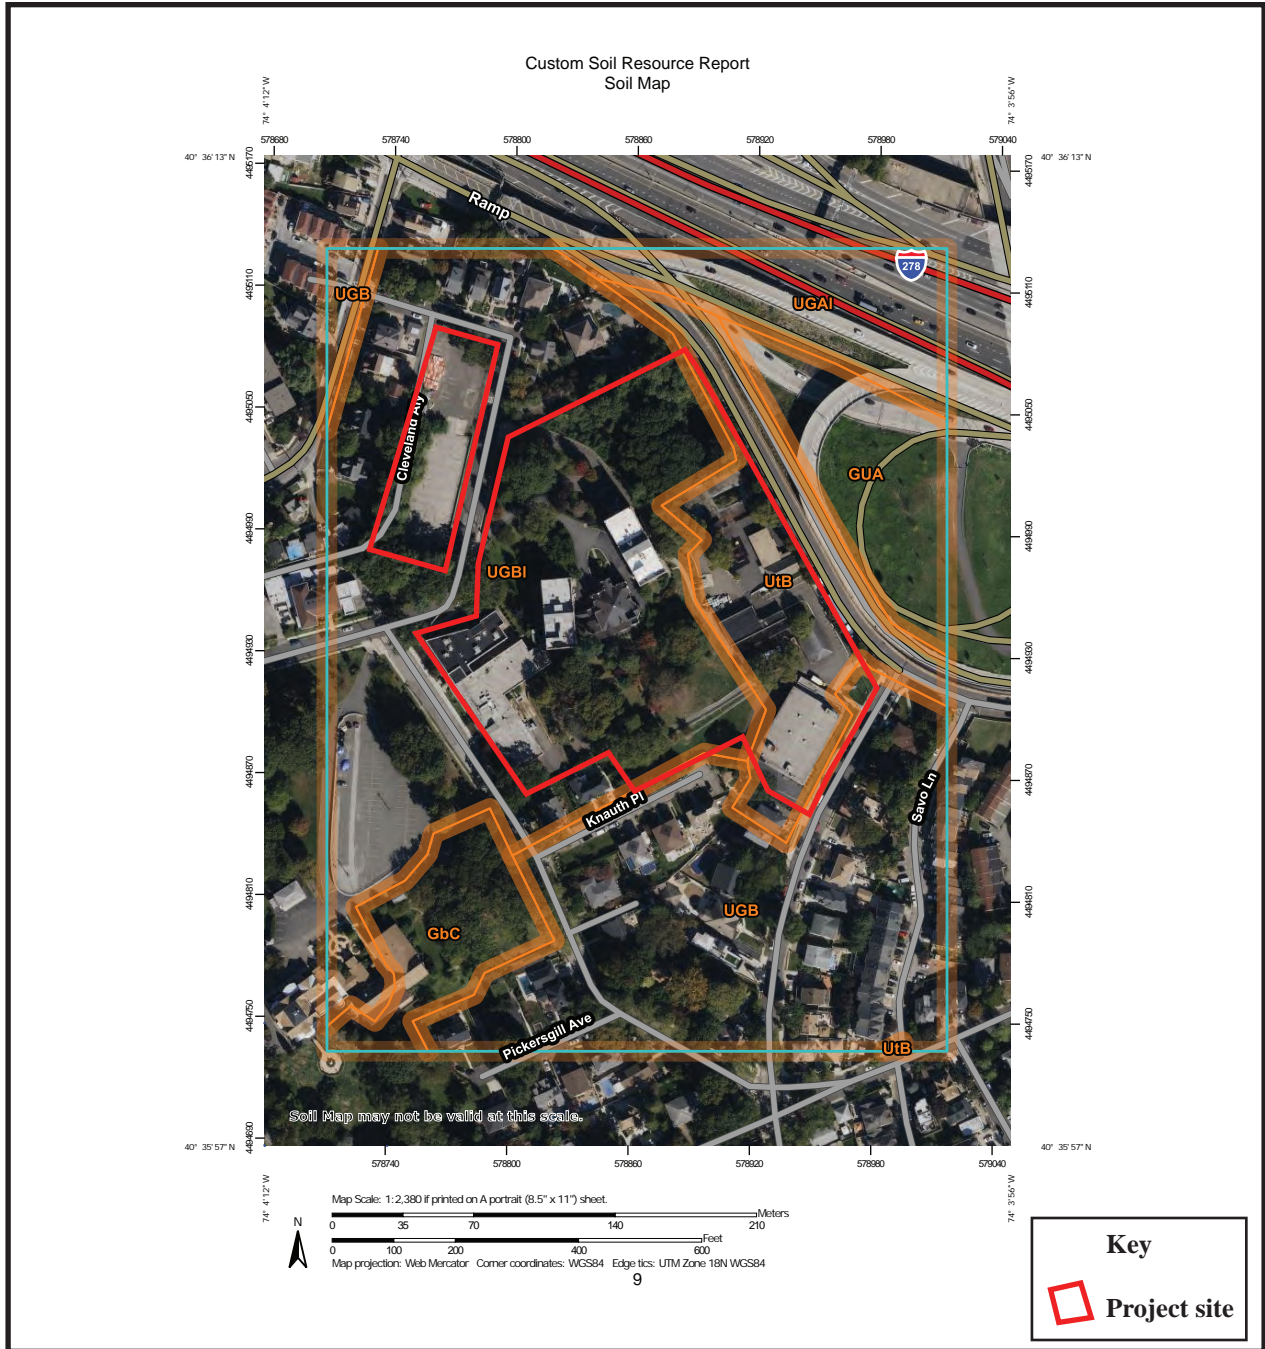 Custom Soil Resource Report
Soil Map
74° 4' 12" W
74° 3' 56" W
578680
578740
578800
578860
578920
578980
579040
40° 36' 13" N
40° 36' 13" N
4495170
4495170
Ramp
278
UGB
UGAI
4495110
4495110
Cleveland Aly
4495050
4495050
GUA
4494990
4494990
UGBI
UtB
4494930
4494930
4494870
4494870
Knauth Pl
Savo Ln
4494810
4494810
UGB
GbC
4494750
4494750
Pickersgill Ave
UtB
Soil Map may not be valid at this scale.
4494690
40° 35' 57" N
40° 35' 57" N
578740
578800
578860
578920
578980
579040
74° 4' 12" W
74° 3' 56" W
Map Scale: 1:2,380 if printed on A portrait (8.5" x 11") sheet.
N
Meters
0 35 70 140 210
Feet
0 100 200 400 600
Map projection: Web Mercator Corner coordinates: WGS84 Edge tics: UTM Zone 18N WGS84
9
Key
Project site